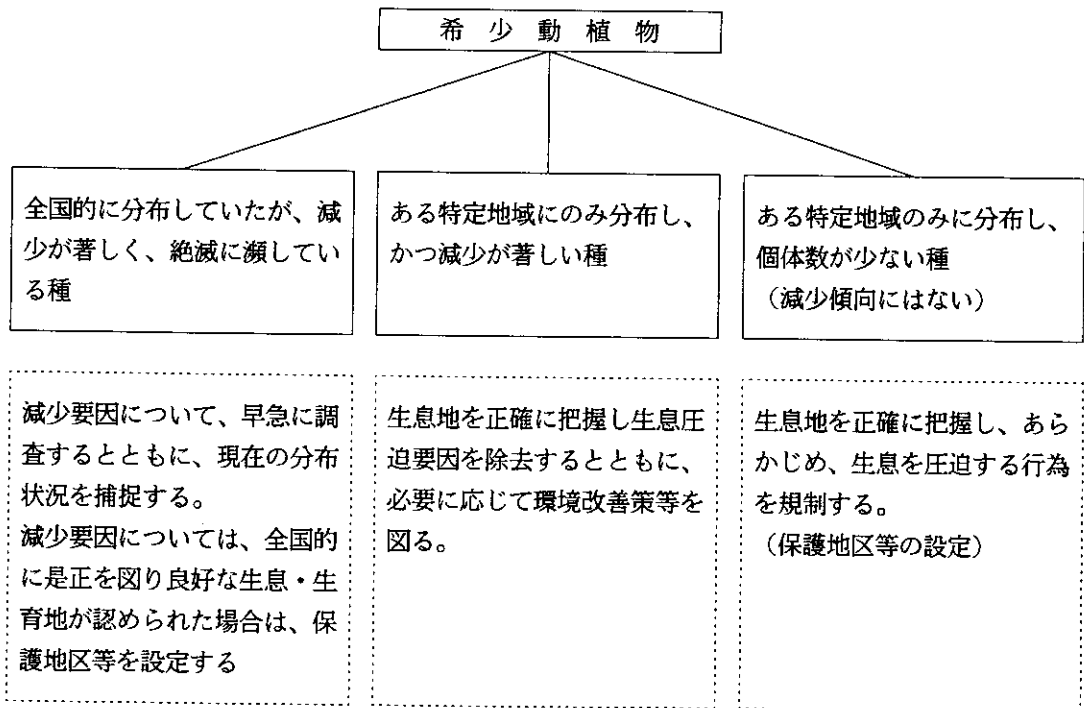 希少動植物
全国的に分布していたが、減
少が著しく、絶滅に瀕してい
る種
ある特定地域にのみ分布し、
かつ減少が著しい種
ある特定地域のみに分布し、
個体数が少ない種
（減少傾向にはない）
減少要因について、早急に調
査するとともに、現在の分布
状況を捕捉する。
減少要因については、全国的
に是正を図り良好な生息・生
育地が認められた場合は、保
護地区等を設定する
生息地を正確に把握し生息圧
迫要因を除去するとともに、
必要に応じて環境改善策等を
図る。
生息地を正確に把握し、あら
かじめ、生息を圧迫する行為
を規制する。
（保護地区等の設定）